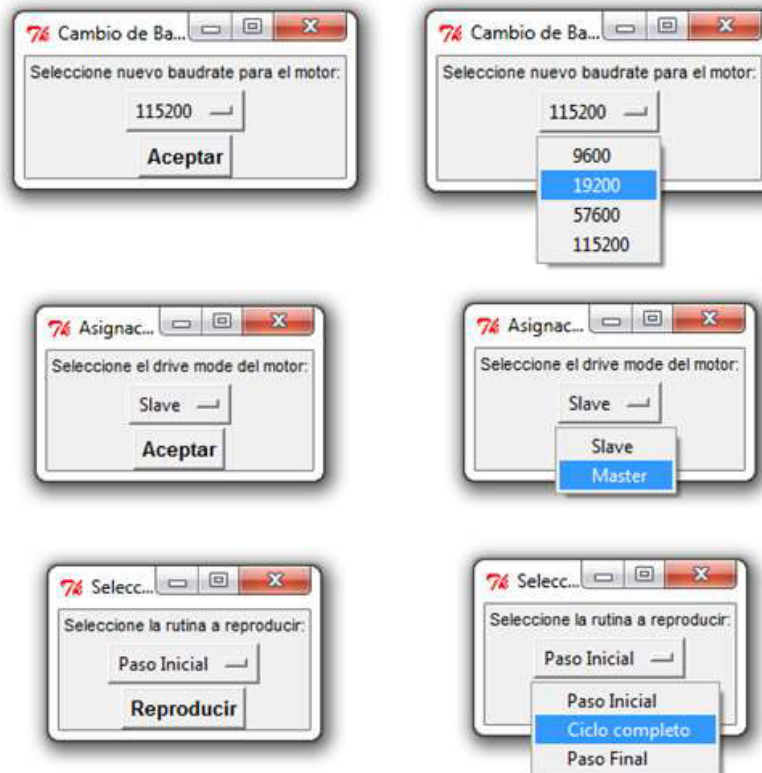 Cambio de Ba...
Seleccione nuevo baudrate para el motor:
115200
Aceptar
Cambio de Ba...
Seleccione nuevo baudrate para el motor:
115200
9600
19200
57600
115200
Asignac...
Seleccione el drive mode del motor:
Slave
Aceptar
Asignac...
Seleccione el drive mode del motor:
Slave
Slave
Master
Selecc...
Seleccione la rutina a reproducir:
Paso Inicial
Reproducir
Selecc...
Seleccione la rutina a reproducir:
Paso Inicial
Paso Inicial
Ciclo completo
Paso Final